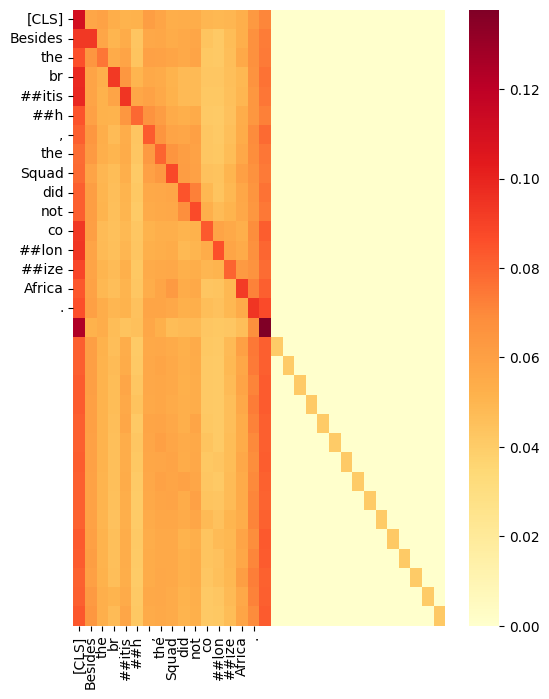 [CLS]
Besides
the
br
##itis
##h
,
the
Squad
did
not
co
##lon
##ize
Africa
.
0.12
0.10
0.08
0.06
0.04
0.02
0.00
[CLS]
Besides
the
br
##itis
##h
,
the
Squad
did
not
co
##lon
##ize
Africa
.